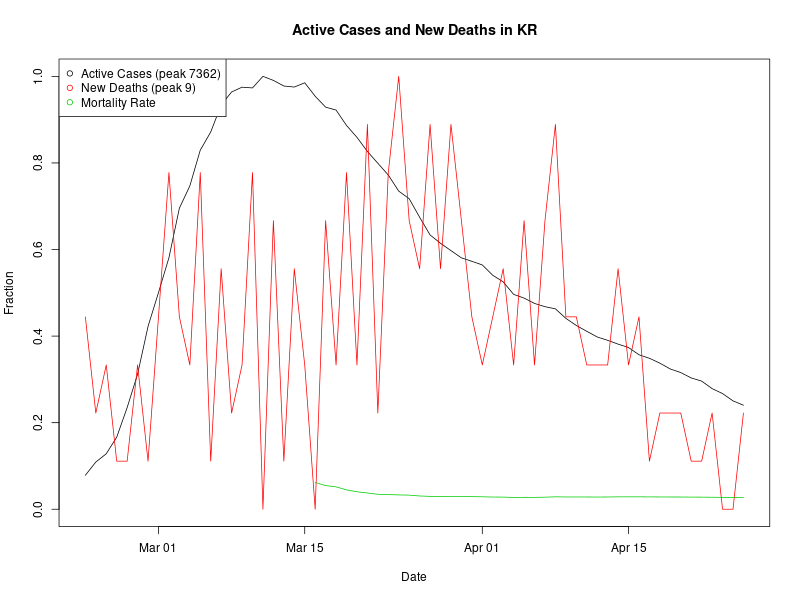 Active Cases and New Deaths in KR
Active Cases (peak 7362)
New Deaths (peak 9)
Mortality Rate
Fraction
1.0
0.8
0.6
0.4
0.2
0.0
Mar 01
Mar 15
Apr 01
Apr 15
Date